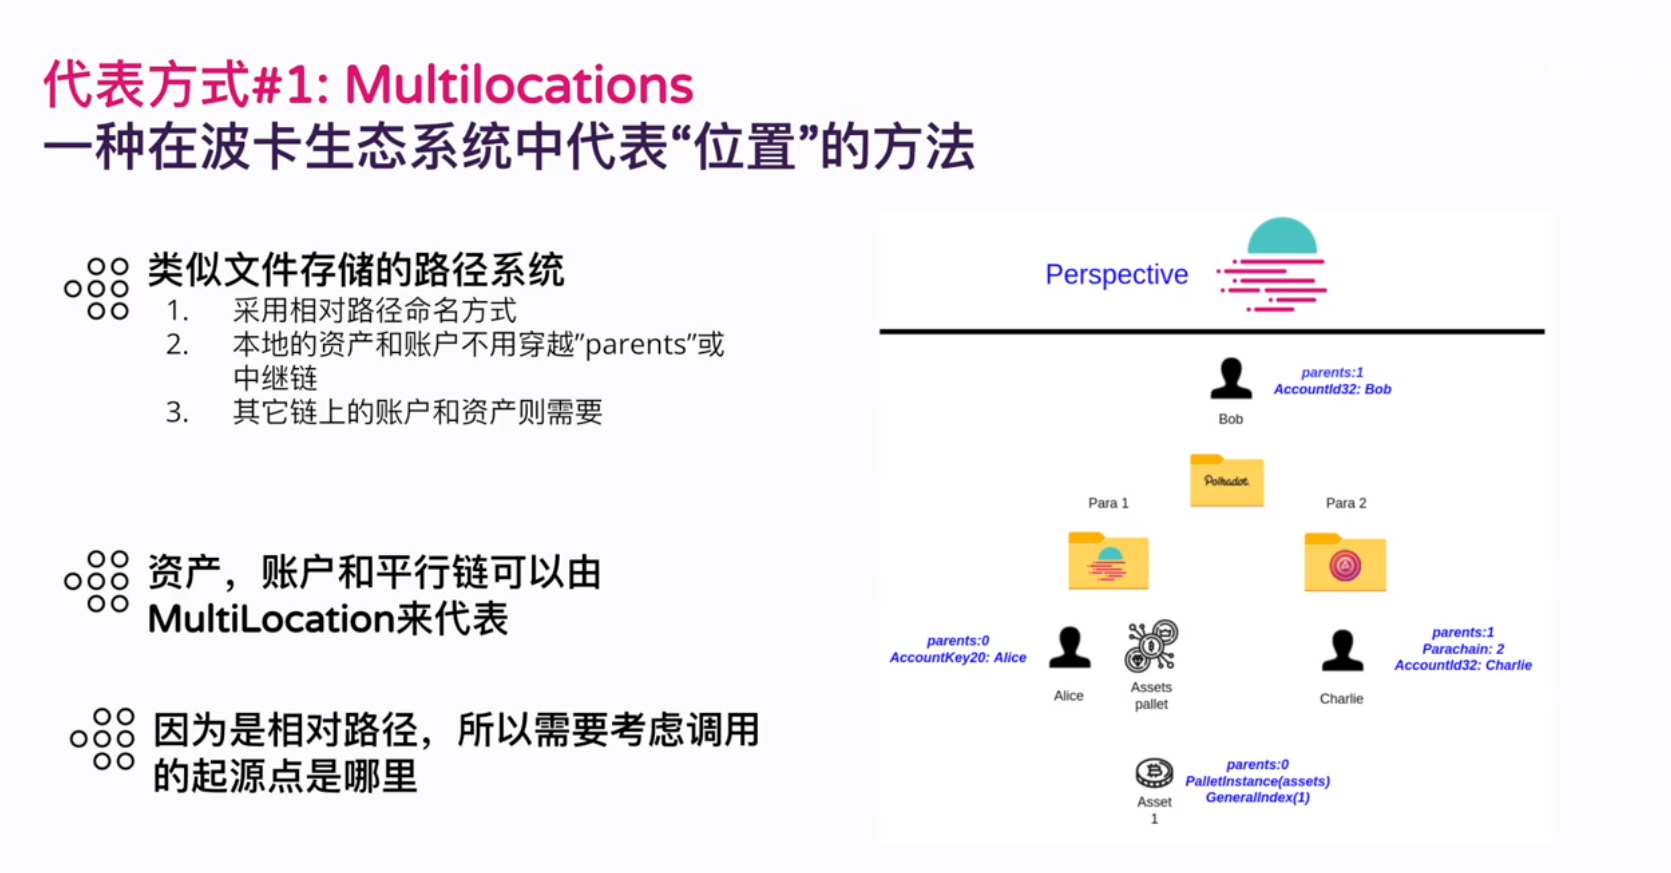 代表方式#1: Multilocations
一种在波卡生态系统中代表“位置”的方法
类似文件存储的路径系统
1. 采用相对路径命名方式
2. 本地的资产和账户不用穿越”parents”或
中继链
3. 其它链上的账户和资产则需要
资产，账户和平行链可以由
MultiLocation来代表
因为是相对路径，所以需要考虑调用
的起源点是哪里
Perspective
parents:1
AccountId32: Bob
Bob
Polkadot.
Para 1
Para 2
parents:0
AccountKey20: Alice
Alice
Assets
pallet
parents:1
Parachain: 2
AccountId32: Charlie
Charlie
parents:0
PalletInstance(assets)
GeneralIndex(1)
Asset
1